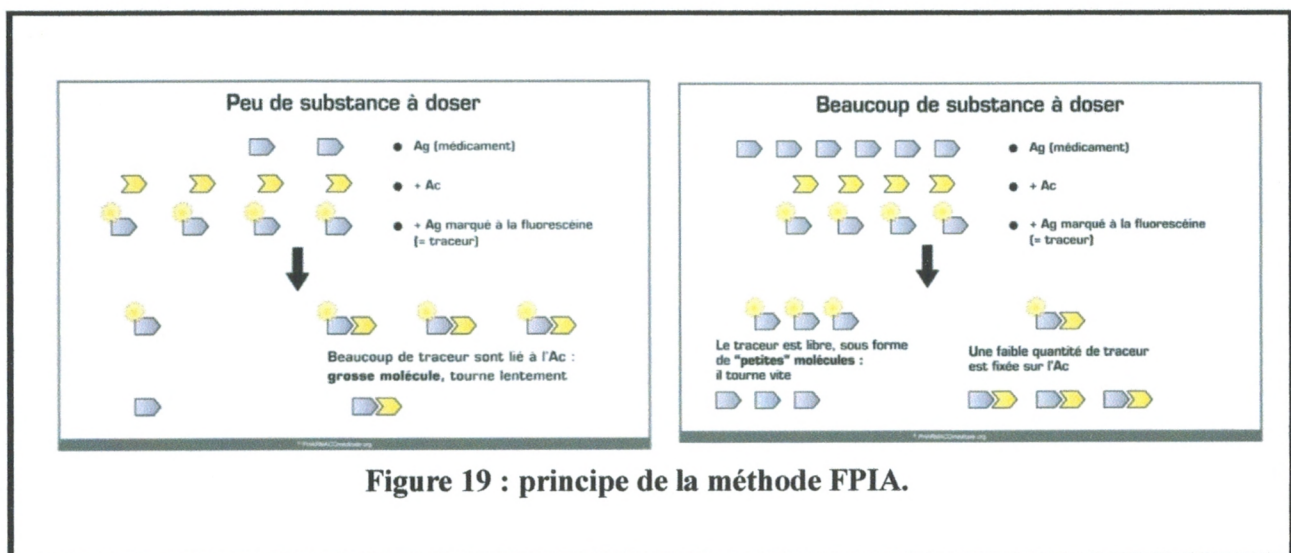 Peu de substance à doser
Ag (médicament)
+ Ac
+ Ag marqué à la fluorescéine
(= traceur)
Beaucoup de traceur sont lié à l'Ac :
grosse molécule, tourne lentement
Beaucoup de substance à doser
Ag (médicament)
+ Ac
+ Ag marqué à la fluorescéine
(= traceur)
Le traceur est libre, sous forme
de "petites" molécules :
il tourne vite
Une faible quantité de traceur
est fixée sur l'Ac
Figure 19 : principe de la méthode FPIA.